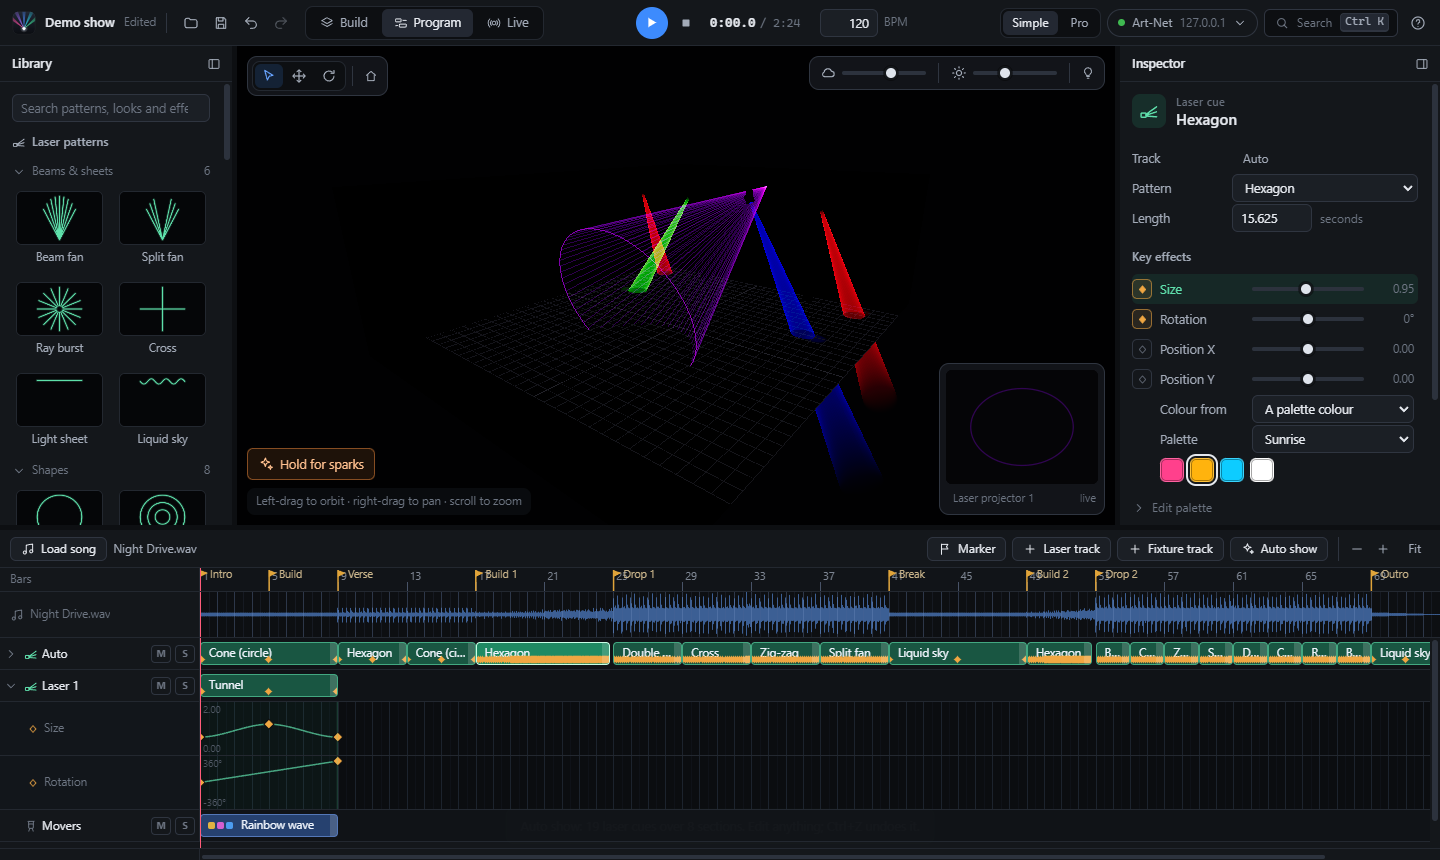 Demo show Edited Build Program Live 0:00.0 / 2:24 120 BPM Simple Pro Art-Net 127.0.0.1 Search Ctrl K
Library
Search patterns, looks and effe
Laser patterns
Beams & sheets 6
Beam fan Split fan
Ray burst Cross
Light sheet Liquid sky
Shapes 8
Hold for sparks
Left-drag to orbit · right-drag to pan · scroll to zoom
Laser projector 1 live
Inspector
Laser cue
Hexagon
Track Auto
Pattern Hexagon
Length 15.625 seconds
Key effects
Size 0.95
Rotation 0°
Position X 0.00
Position Y 0.00
Colour from A palette colour
Palette Sunrise
Edit palette
Load song Night Drive.wav Marker Laser track Fixture track Auto show Fit
Bars Intro Build Verse 13 Build 1 21 Drop 1 29 33 37 Break 45 Build 2 Drop 2 57 61 65 Outro
Night Drive.wav
Auto M S Cone (circle) Hexagon Cone (ci... Hexagon Double ... Cross Zig-zag Split fan Liquid sky Hexagon B... C... Z... S... D... C... R... B... Liquid sky
Laser 1 M S Tunnel
Size 2.00 0.00
Rotation 360° -360°
Movers M S Rainbow wave